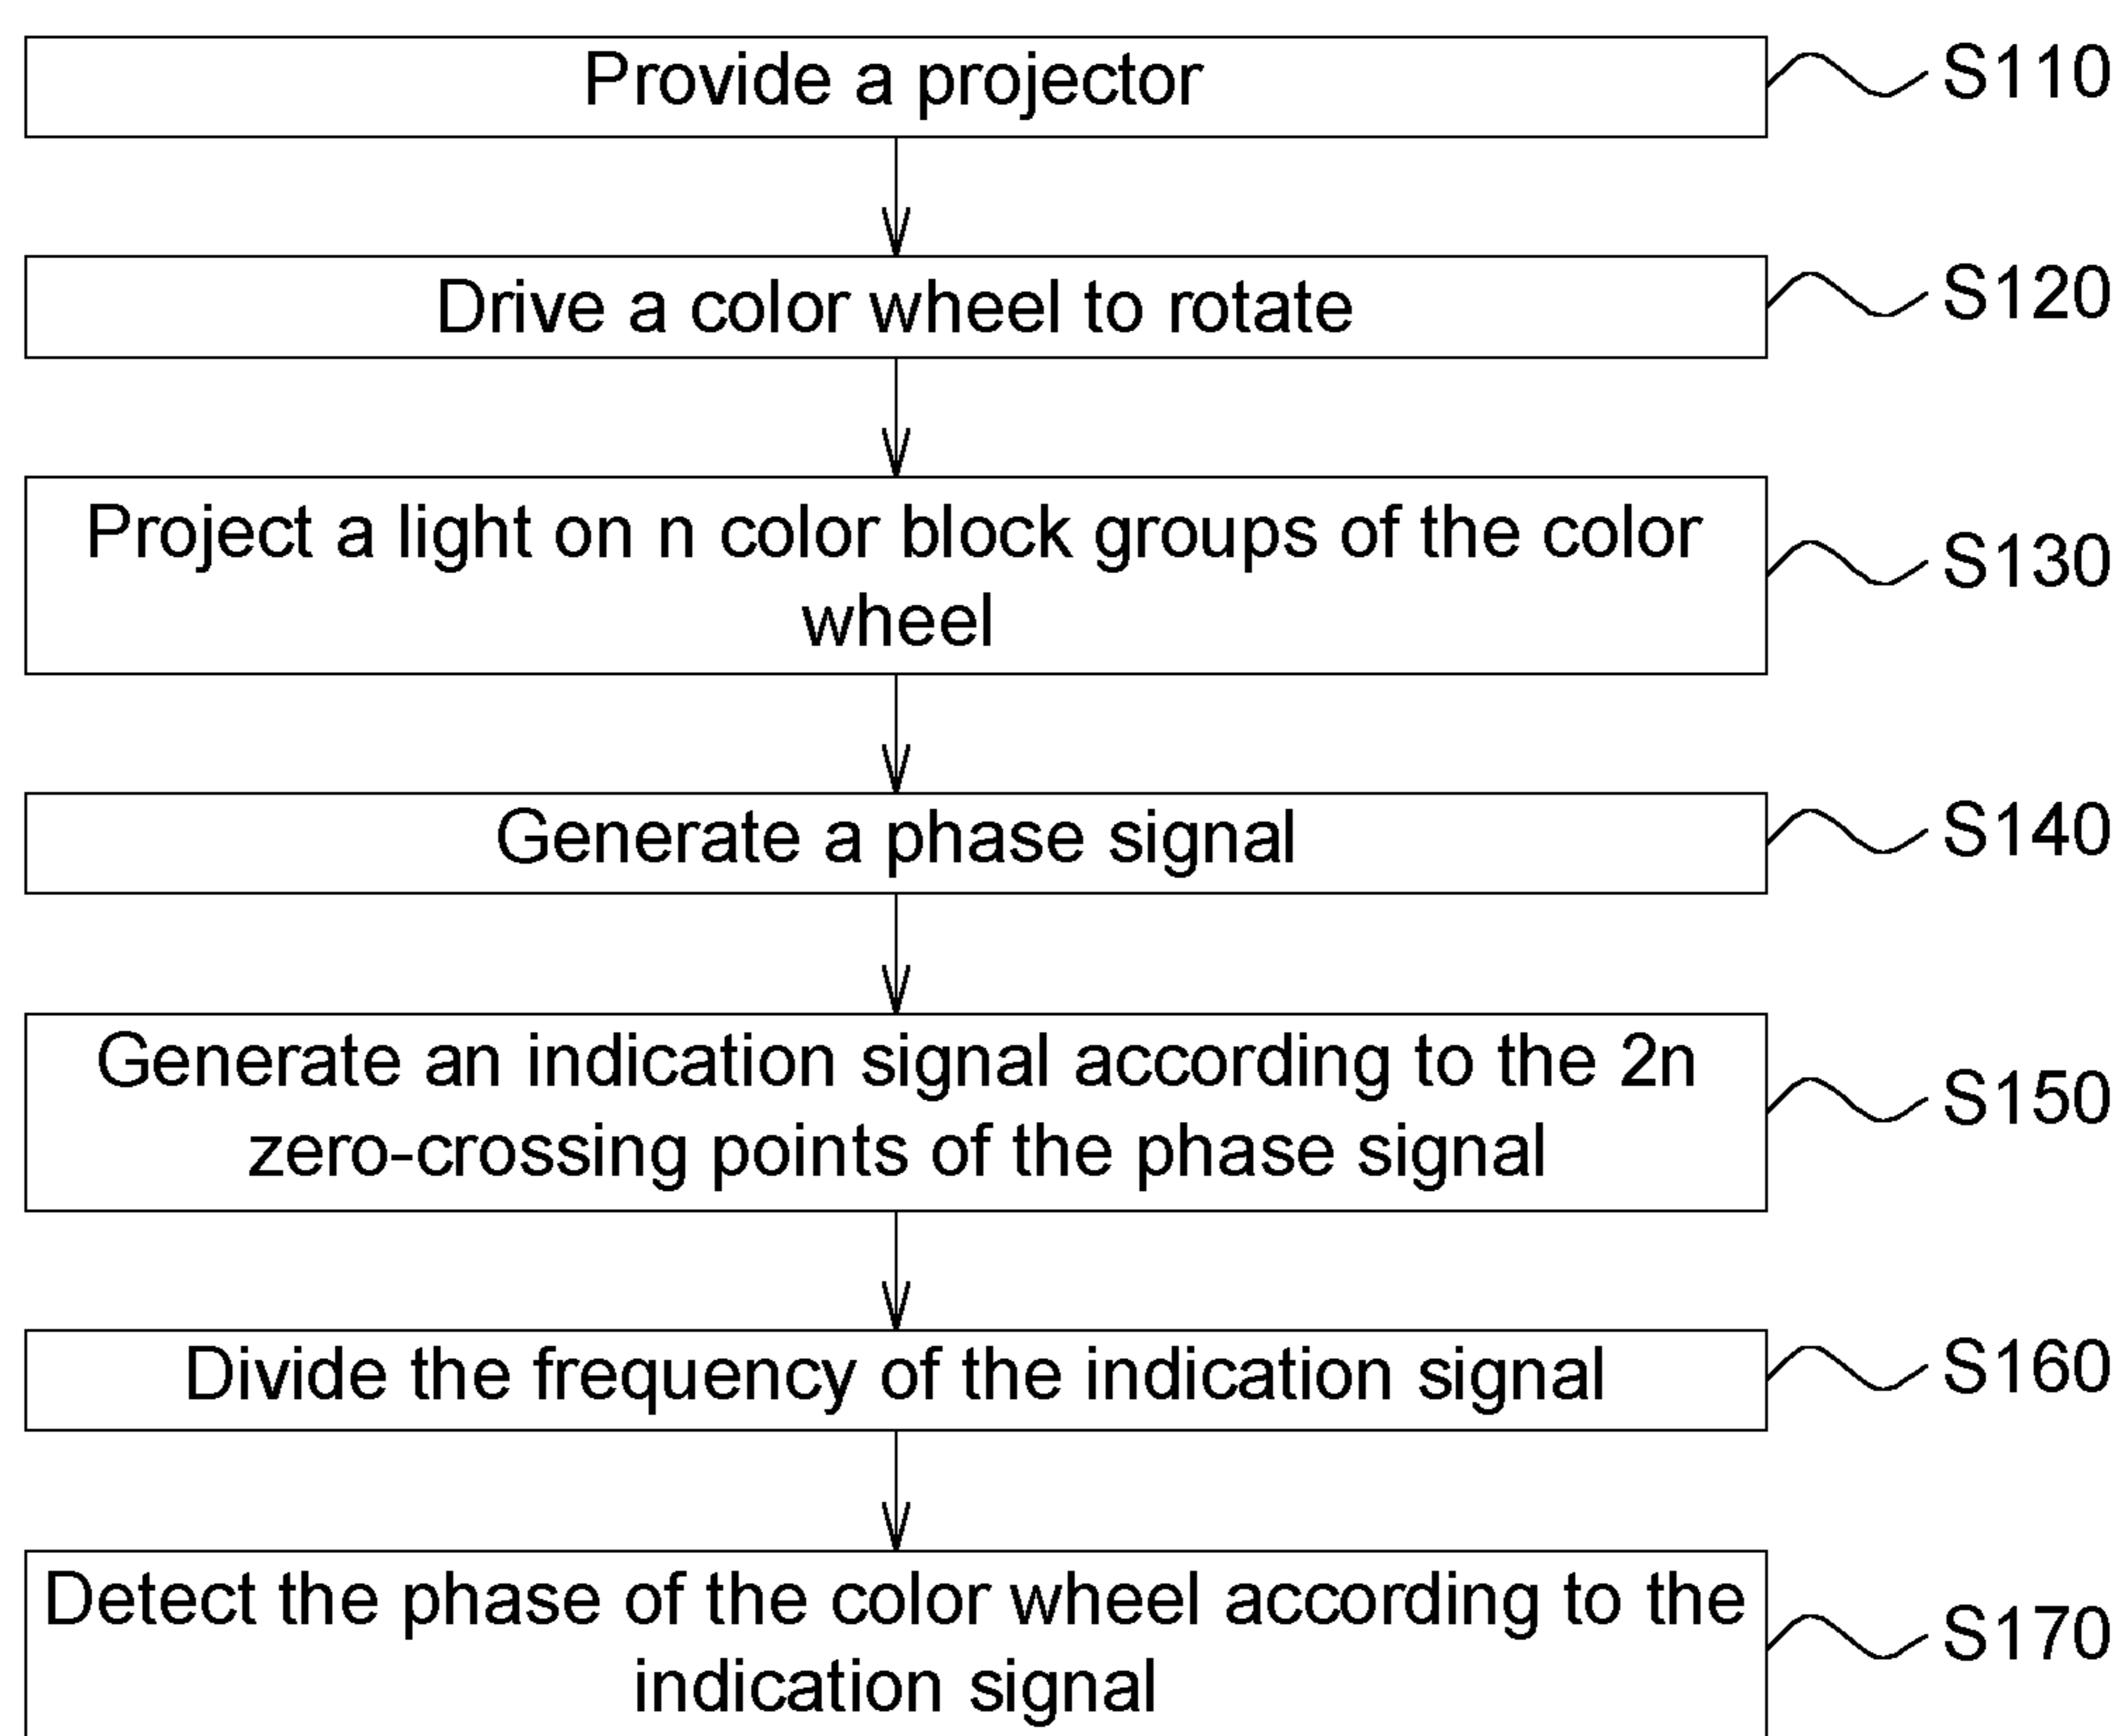 Provide a projector
S110
Drive a color wheel to rotate
S120
Project a light on n color block groups of the color
wheel
S130
Generate a phase signal
S140
Generate an indication signal according to the 2n
zero-crossing points of the phase signal
S150
Divide the frequency of the indication signal
S160
Detect the phase of the color wheel according to the
indication signal
S170